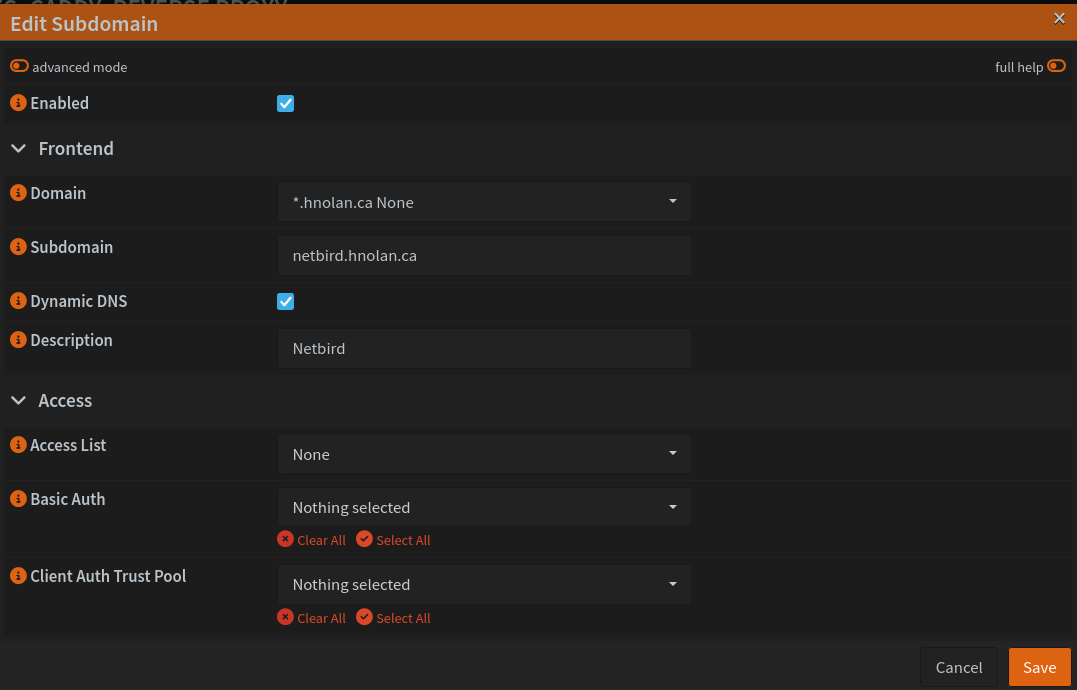 Edit Subdomain
advanced mode
full help
Enabled
Frontend
Domain
*.hnolan.ca None
Subdomain
netbird.hnolan.ca
Dynamic DNS
Description
Netbird
Access
Access List
None
Basic Auth
Nothing selected
Clear All Select All
Client Auth Trust Pool
Nothing selected
Clear All Select All
Cancel Save